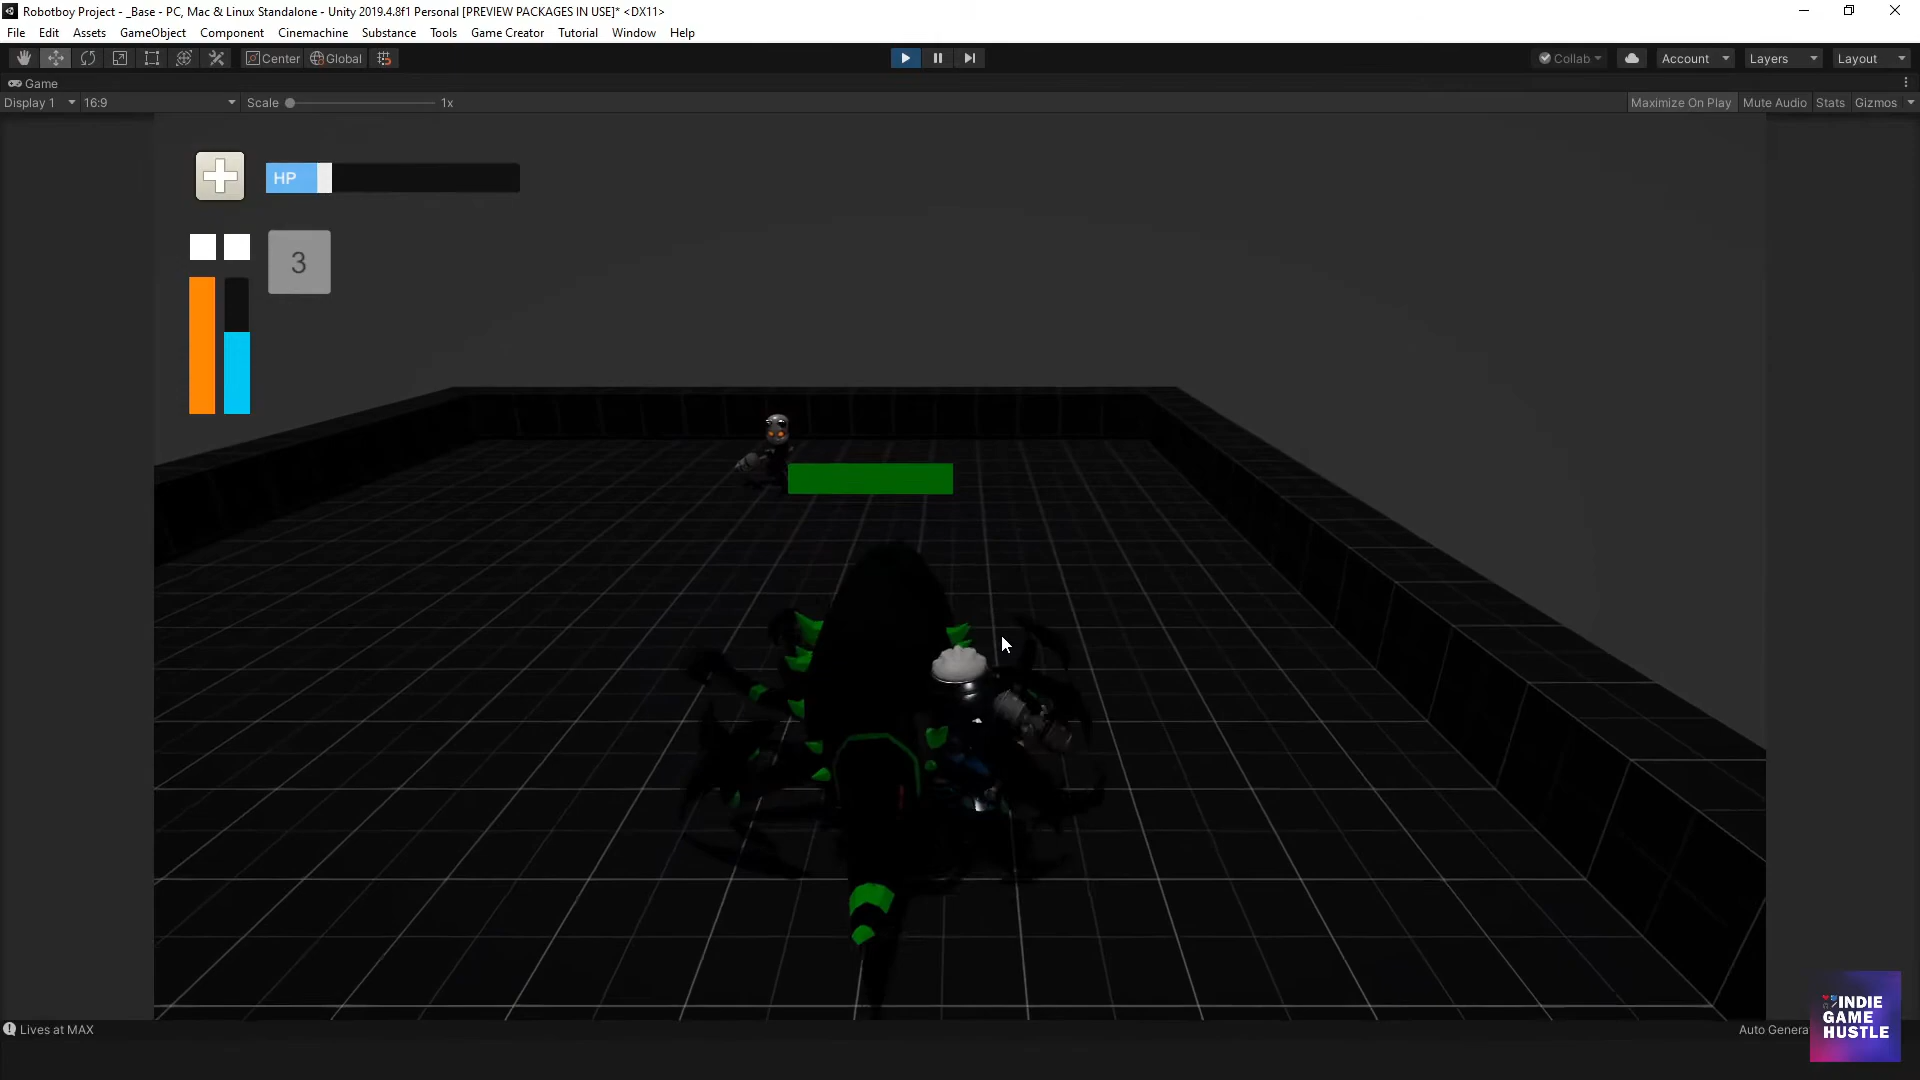 Robotboy Project - _Base - PC, Mac & Linux Standalone - Unity 2019.4.8f1 Personal [PREVIEW PACKAGES IN USE]* <DX11>
File Edit Assets GameObject Component Cinemachine Substance Tools Game Creator Tutorial Window Help
Center Global Collab Account Layers Layout
Game
Display 1 16:9 Scale 1x Maximize On Play Mute Audio Stats Gizmos
HP
3
Lives at MAX
Auto Genera
INDIE
GAME
HUSTLE